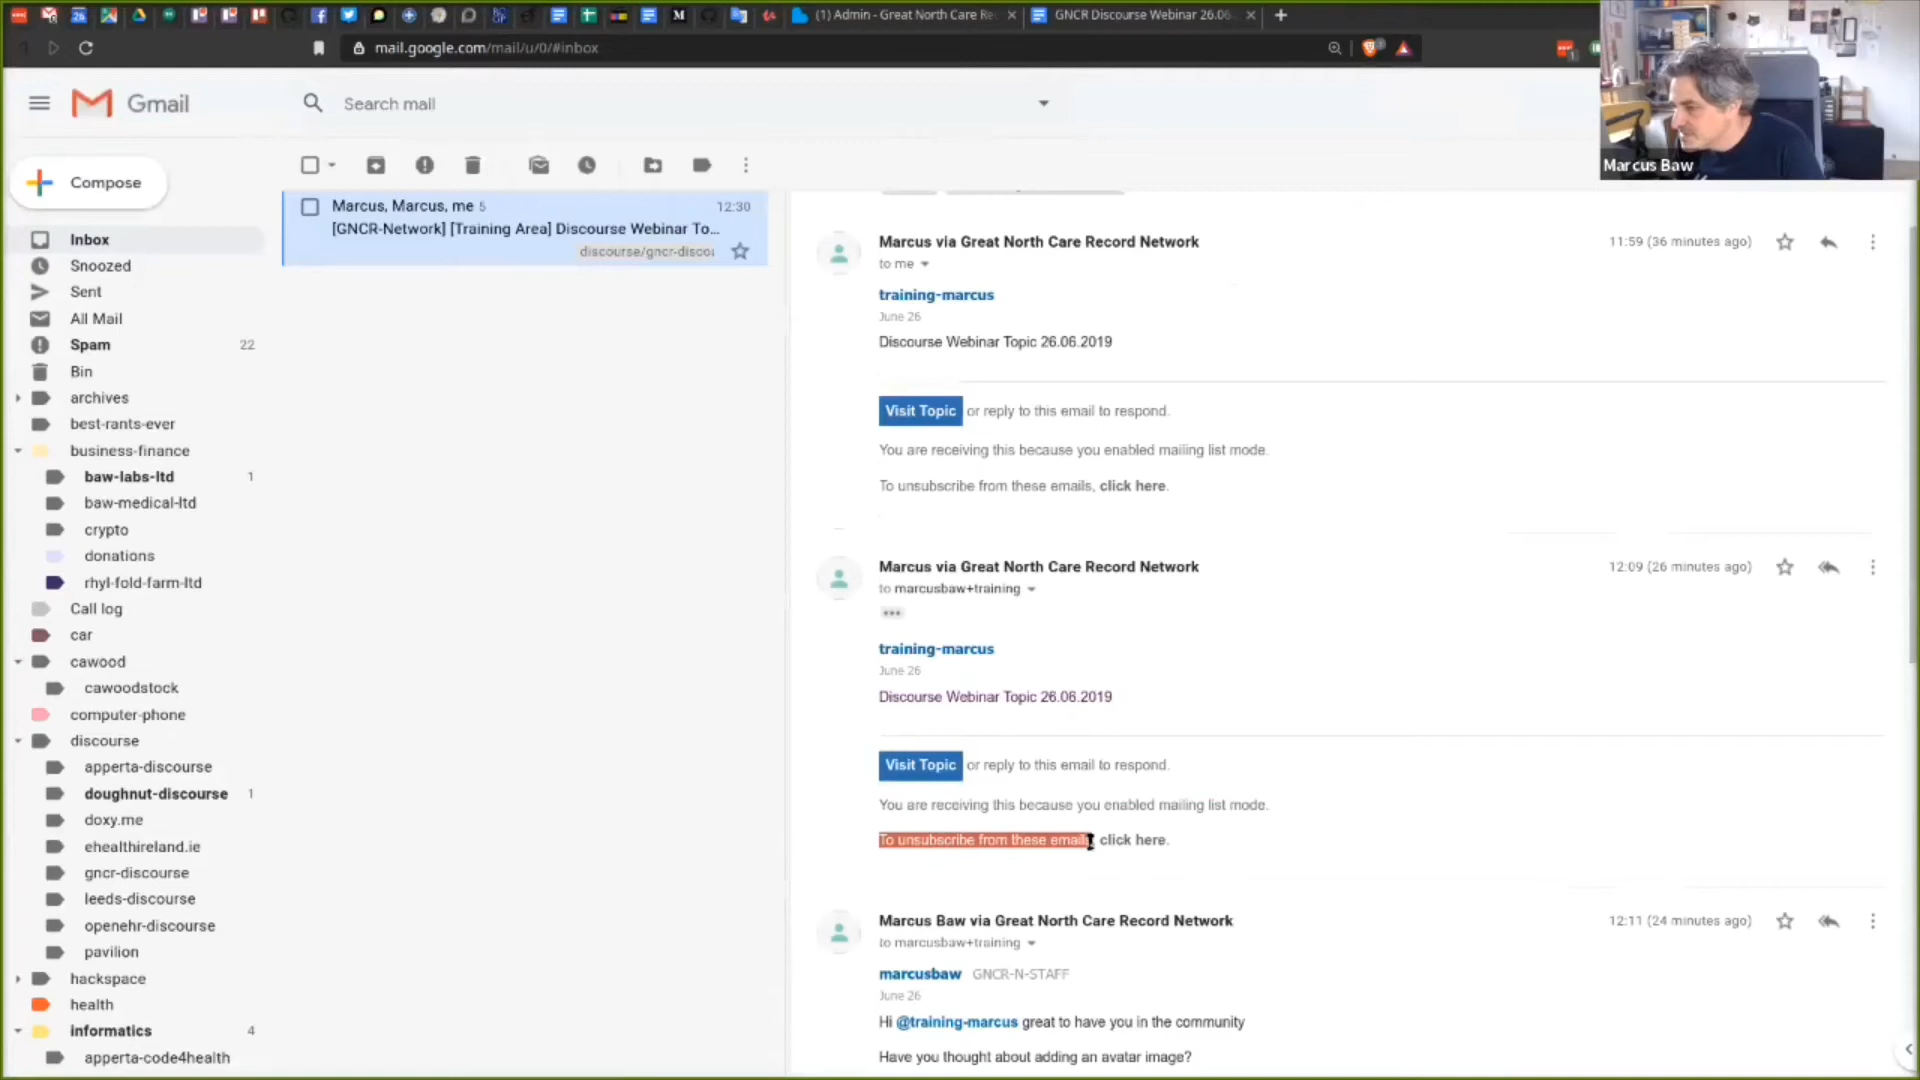 (1) Admin - Great North Care Re
GNCR Discourse Webinar 26.06.
mail.google.com/mail/u/0/#inbox
Gmail
Search mail
Marcus Baw
Compose
Inbox
Snoozed
Sent
All Mail
Spam 22
Bin
archives
best-rants-ever
business-finance
baw-labs-ltd 1
baw-medical-ltd
crypto
donations
rhyl-fold-farm-ltd
Call log
car
cawood
cawoodstock
computer-phone
discourse
apperta-discourse
doughnut-discourse 1
doxy.me
ehealthireland.ie
gncr-discourse
leeds-discourse
openehr-discourse
pavilion
hackspace
health
informatics 4
apperta-code4health
Marcus, Marcus, me 5 12:30
[GNCR-Network] [Training Area] Discourse Webinar To...
discourse/gncr-discou
Marcus via Great North Care Record Network 11:59 (36 minutes ago)
to me
training-marcus
June 26
Discourse Webinar Topic 26.06.2019
Visit Topic or reply to this email to respond.
You are receiving this because you enabled mailing list mode.
To unsubscribe from these emails, click here.
Marcus via Great North Care Record Network 12:09 (26 minutes ago)
to marcusbaw+training
training-marcus
June 26
Discourse Webinar Topic 26.06.2019
Visit Topic or reply to this email to respond.
You are receiving this because you enabled mailing list mode.
To unsubscribe from these emails, click here.
Marcus Baw via Great North Care Record Network 12:11 (24 minutes ago)
to marcusbaw+training
marcusbaw GNCR-N-STAFF
June 26
Hi @training-marcus great to have you in the community
Have you thought about adding an avatar image?